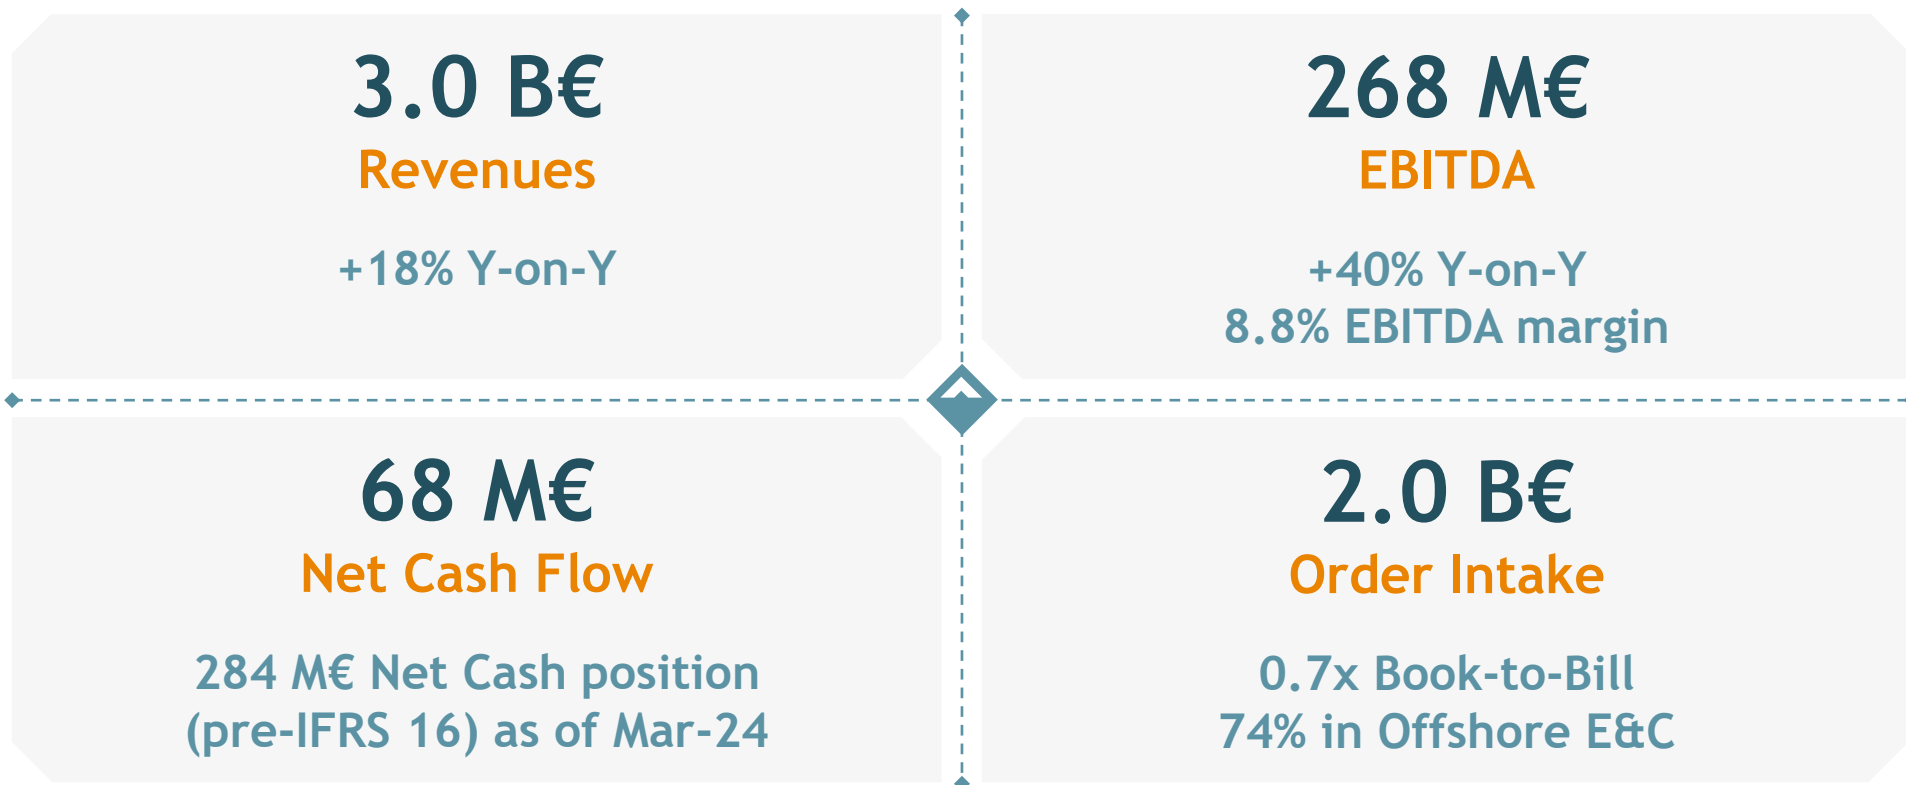 3.0 B€
Revenues
+18% Y-on-Y
268 M€
EBITDA
+40% Y-on-Y
8.8% EBITDA margin
68 M€
Net Cash Flow
284 M€ Net Cash position
(pre-IFRS 16) as of Mar-24
2.0 B€
Order Intake
0.7x Book-to-Bill
74% in Offshore E&C